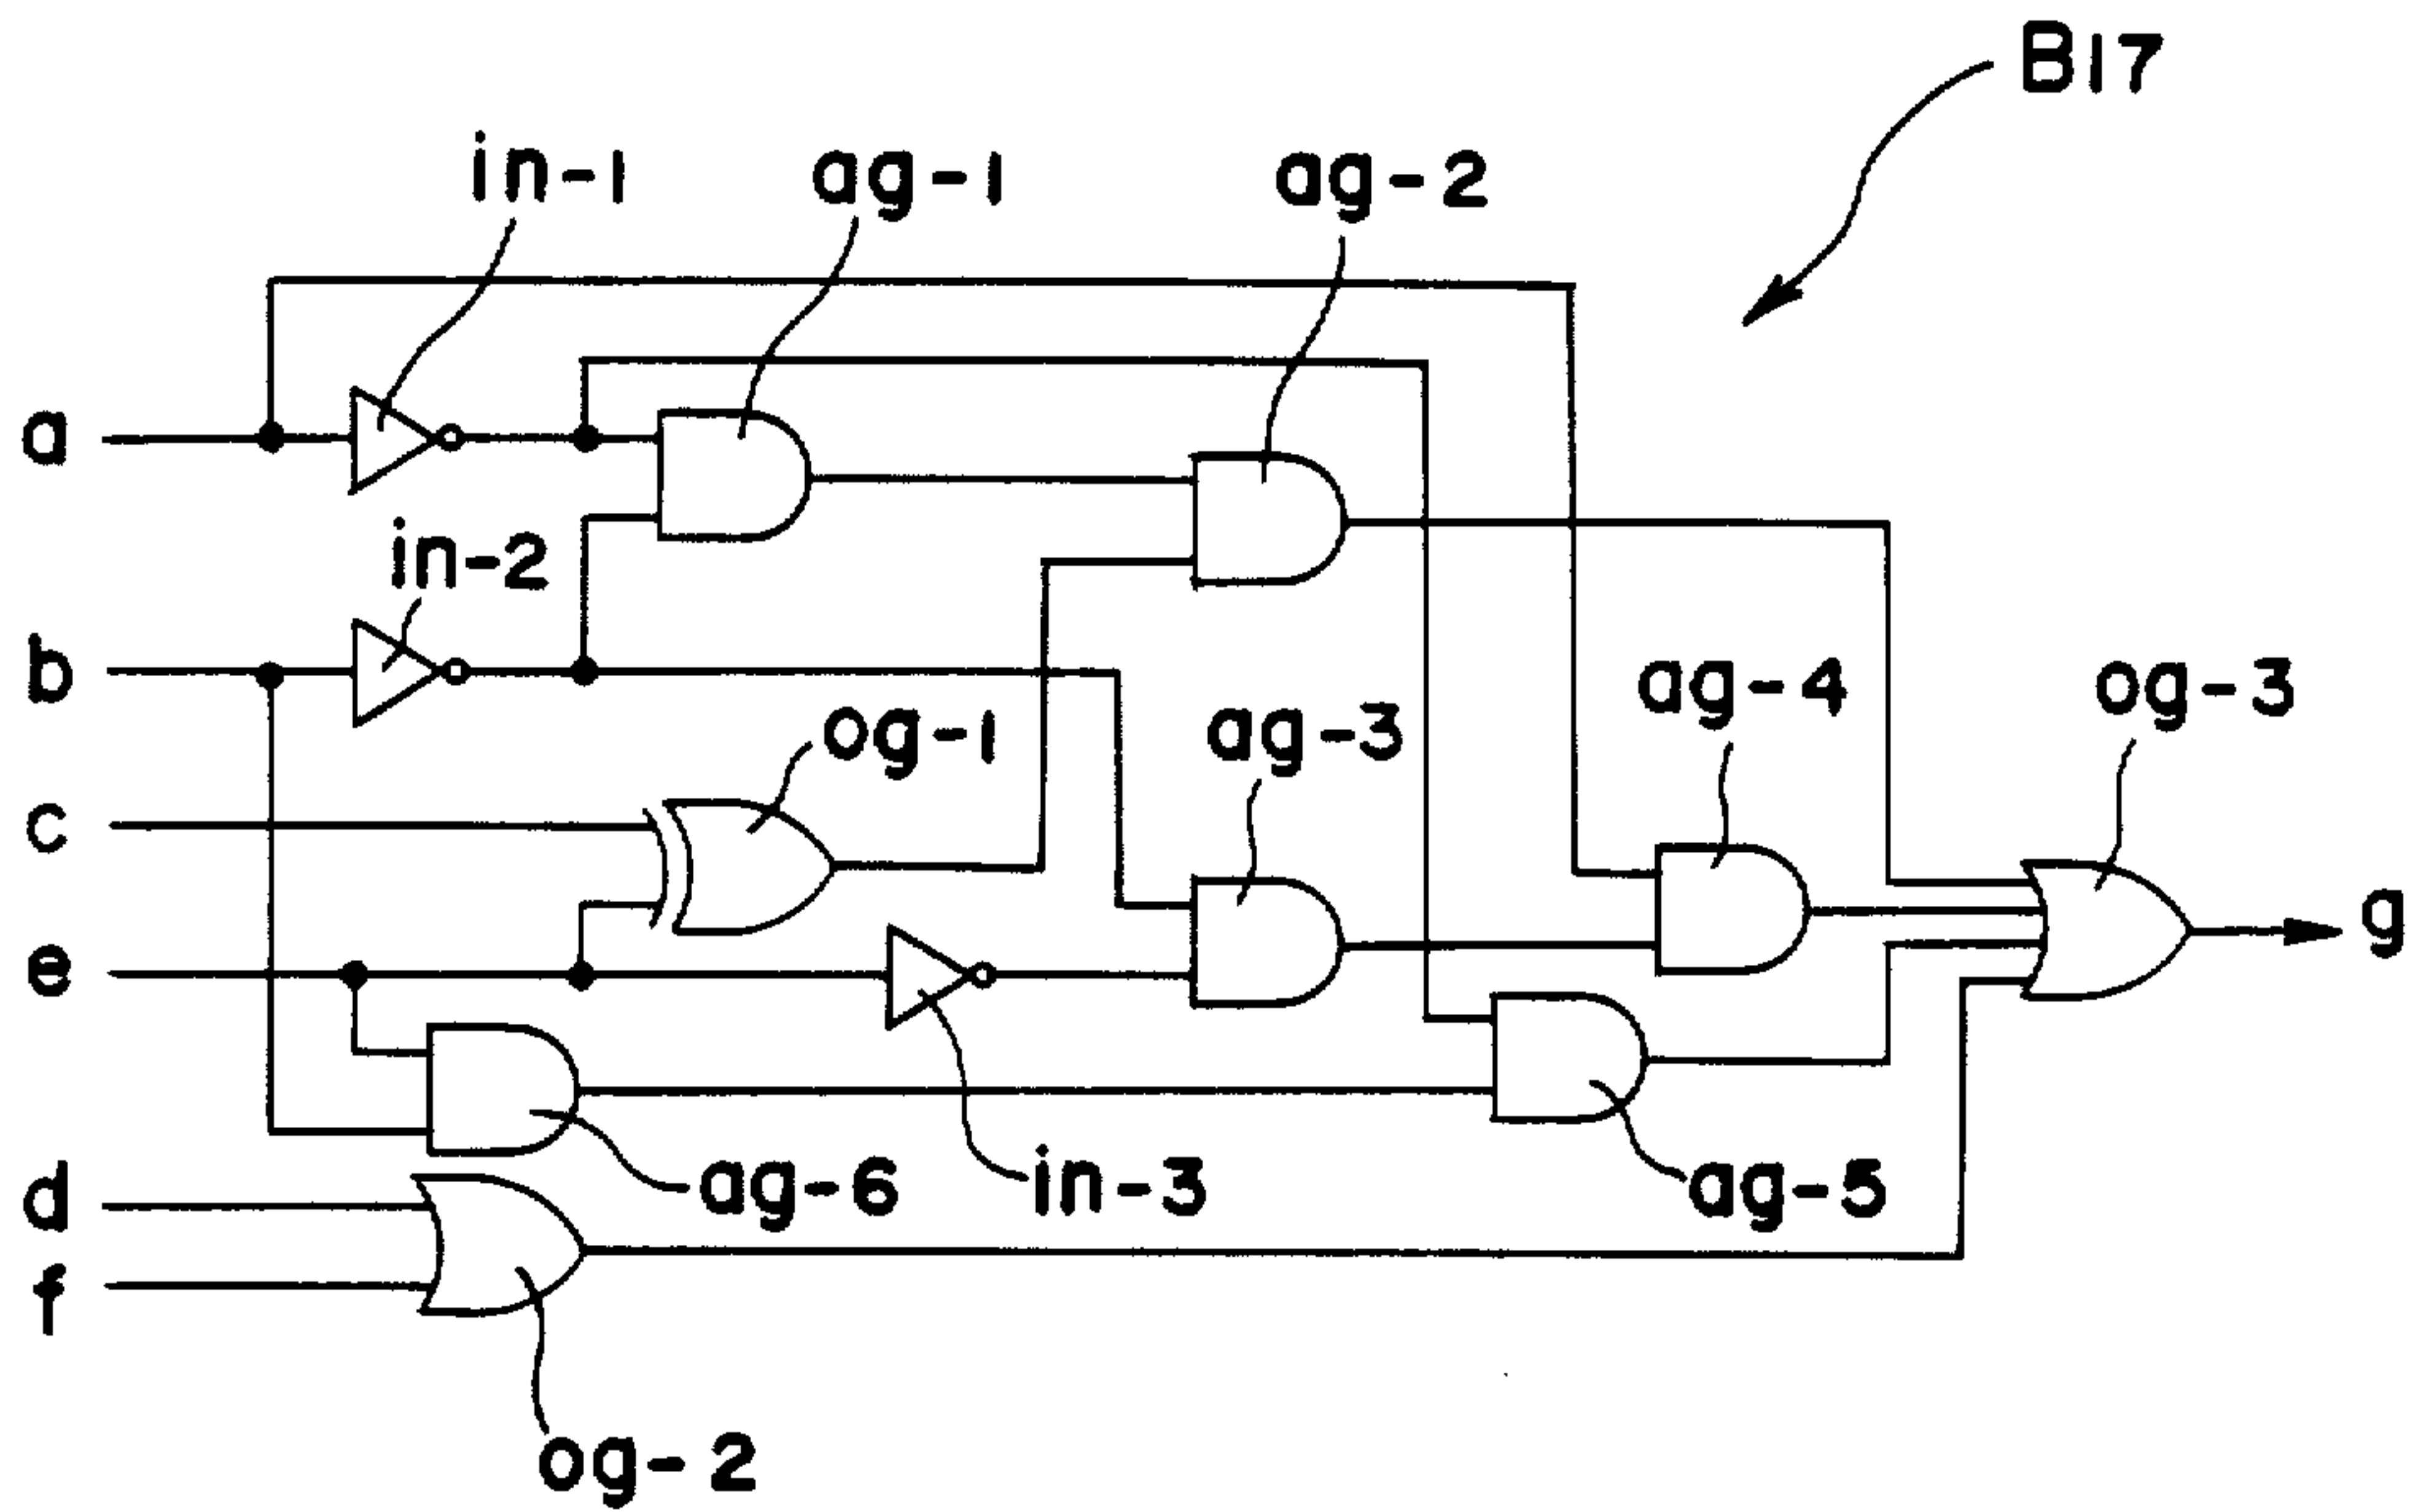 B17
in-1
ag-1
ag-2
a
in-2
b
ag-4
og-3
og-1
ag-3
c
g
e
d
ag-6
in-3
ag-5
f
og-2